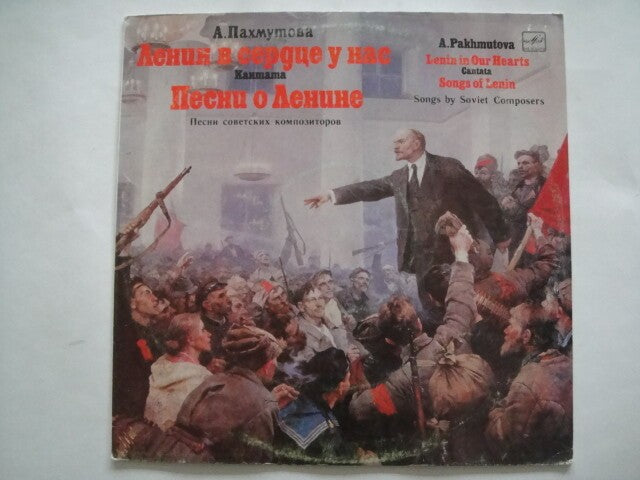 А.Пахмутова
Ленин в сердце у нас
Кантата
Песни о Ленине
Песни советских композиторов
A.Pakhmutova
Lenin in Our Hearts
Cantata
Songs of Lenin
Songs by Soviet Composers